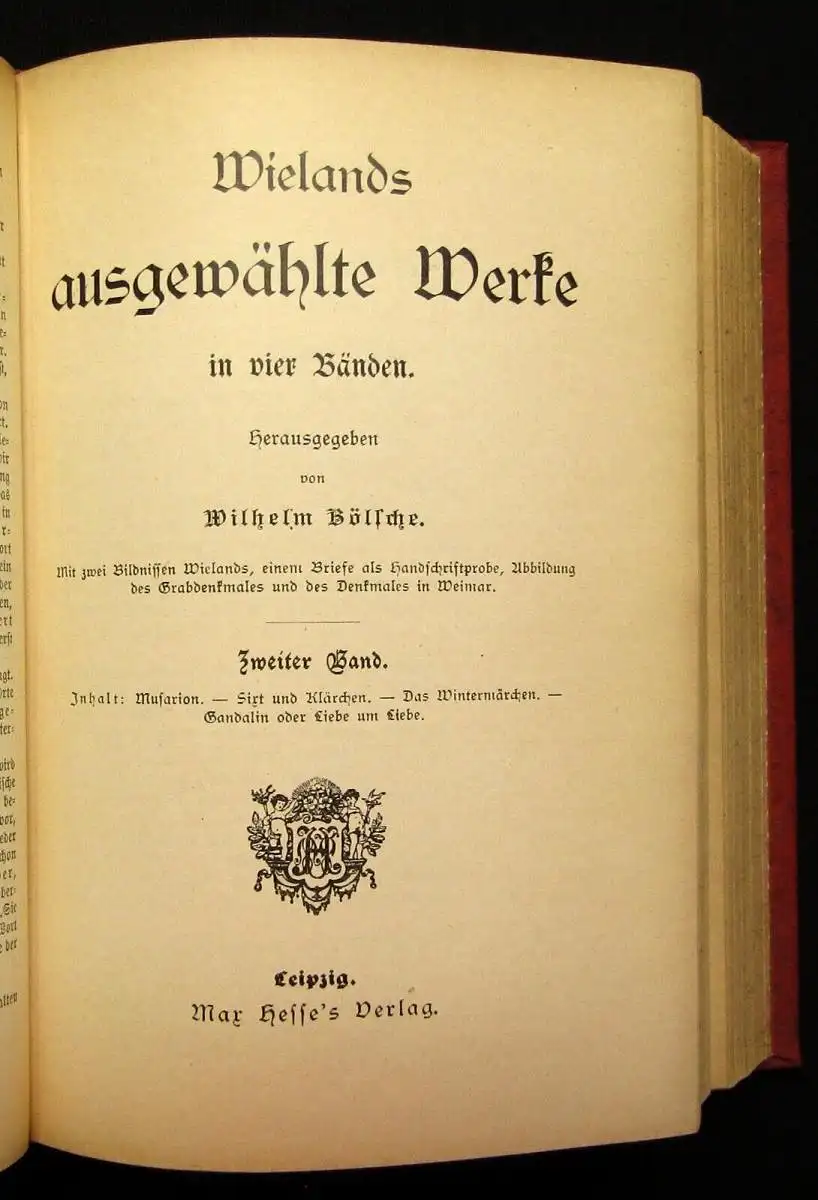 Wielands
ausgewählte Werke
in vier Bänden.
Herausgegeben
von
Wilhelm Bölsche.
Mit zwei Bildnissen Wielands, einem Briefe als Handschriftprobe, Abbildung
des Grabdenkmales und des Denkmales in Weimar.
Zweiter Band.
Inhalt: Musarion. — Sixt und Klärchen. — Das Wintermärchen. —
Gandalin oder Liebe um Liebe.
Leipzig.
Max Hesse's Verlag.